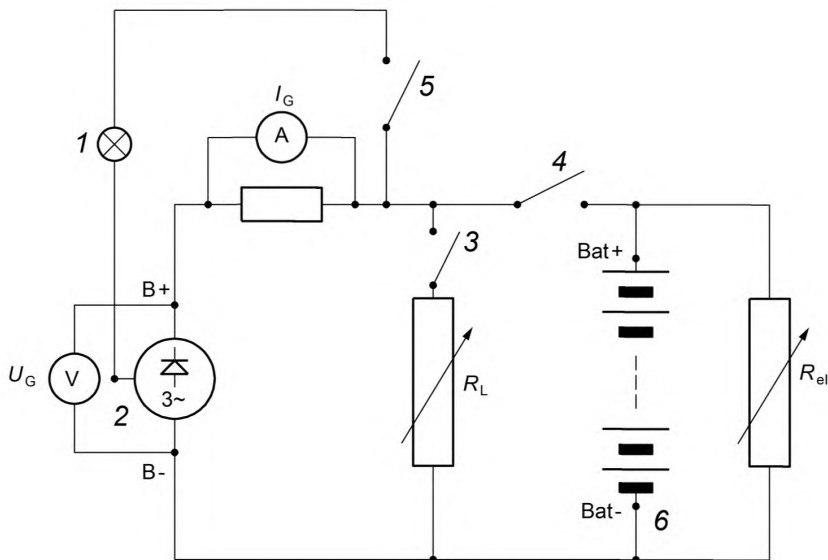 5
I_G
A
1
4
3
Bat+
B+
U_G
V
2
3~
R_L
R_el
B-
Bat-
6